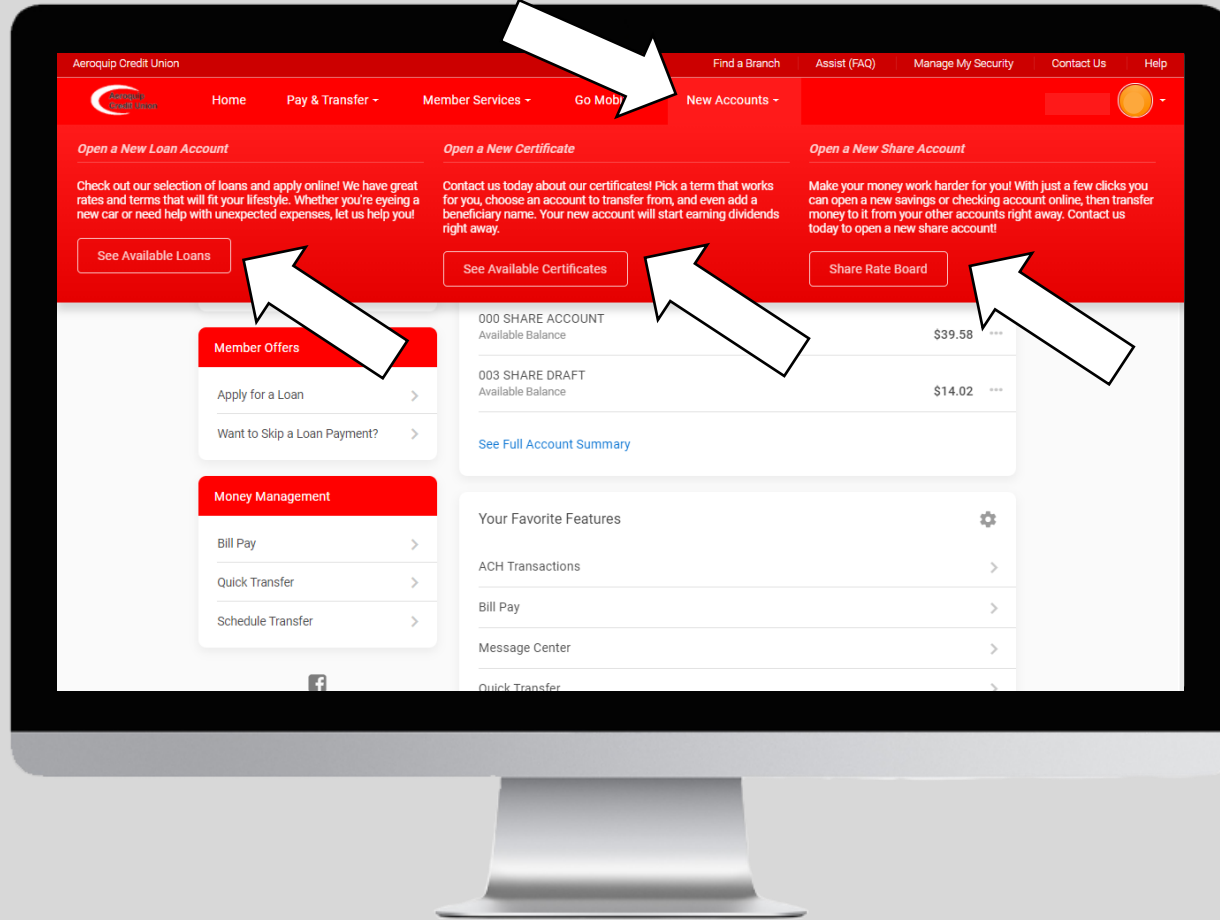 Aeroquip Credit Union
Find a Branch
Assist (FAQ)
Manage My Security
Contact Us
Help
Aeroquip
Credit Union
Home
Pay & Transfer
Member Services
New Accounts
Open a New Loan Account
Check out our selection of loans and apply online! We have great
rates and terms that will fit your lifestyle. Whether you're eyeing a
new car or need help with unexpected expenses, let us help you!
See Available Loans
Open a New Certificate
Contact us today about our certificates! Pick a term that works
for you, choose an account to transfer from, and even add a
beneficiary name. Your new account will start earning dividends
right away.
See Available Certificates
Open a New Share Account
Make your money work harder for you! With just a few clicks you
can open a new savings or checking account online, then transfer
money to it from your other accounts right away. Contact us
today to open a new share account!
Share Rate Board
Member Offers
Apply for a Loan
Want to Skip a Loan Payment?
Money Management
Bill Pay
Quick Transfer
Schedule Transfer
000 SHARE ACCOUNT
Available Balance
$39.58
003 SHARE DRAFT
Available Balance
$14.02
See Full Account Summary
Your Favorite Features
ACH Transactions
Bill Pay
Message Center
Quick Transfer